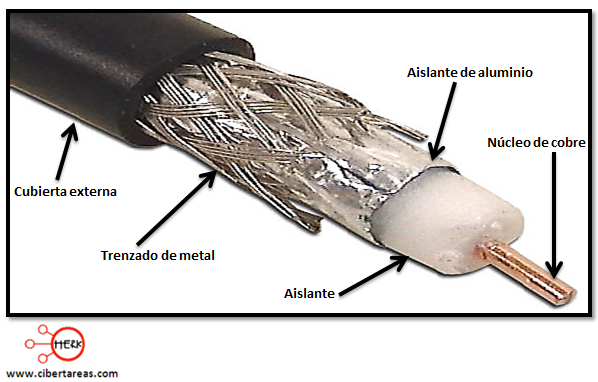 Aislante de aluminio
Núcleo de cobre
Cubierta externa
Trenzado de metal
Aislante
HERK
www.cibertareas.com